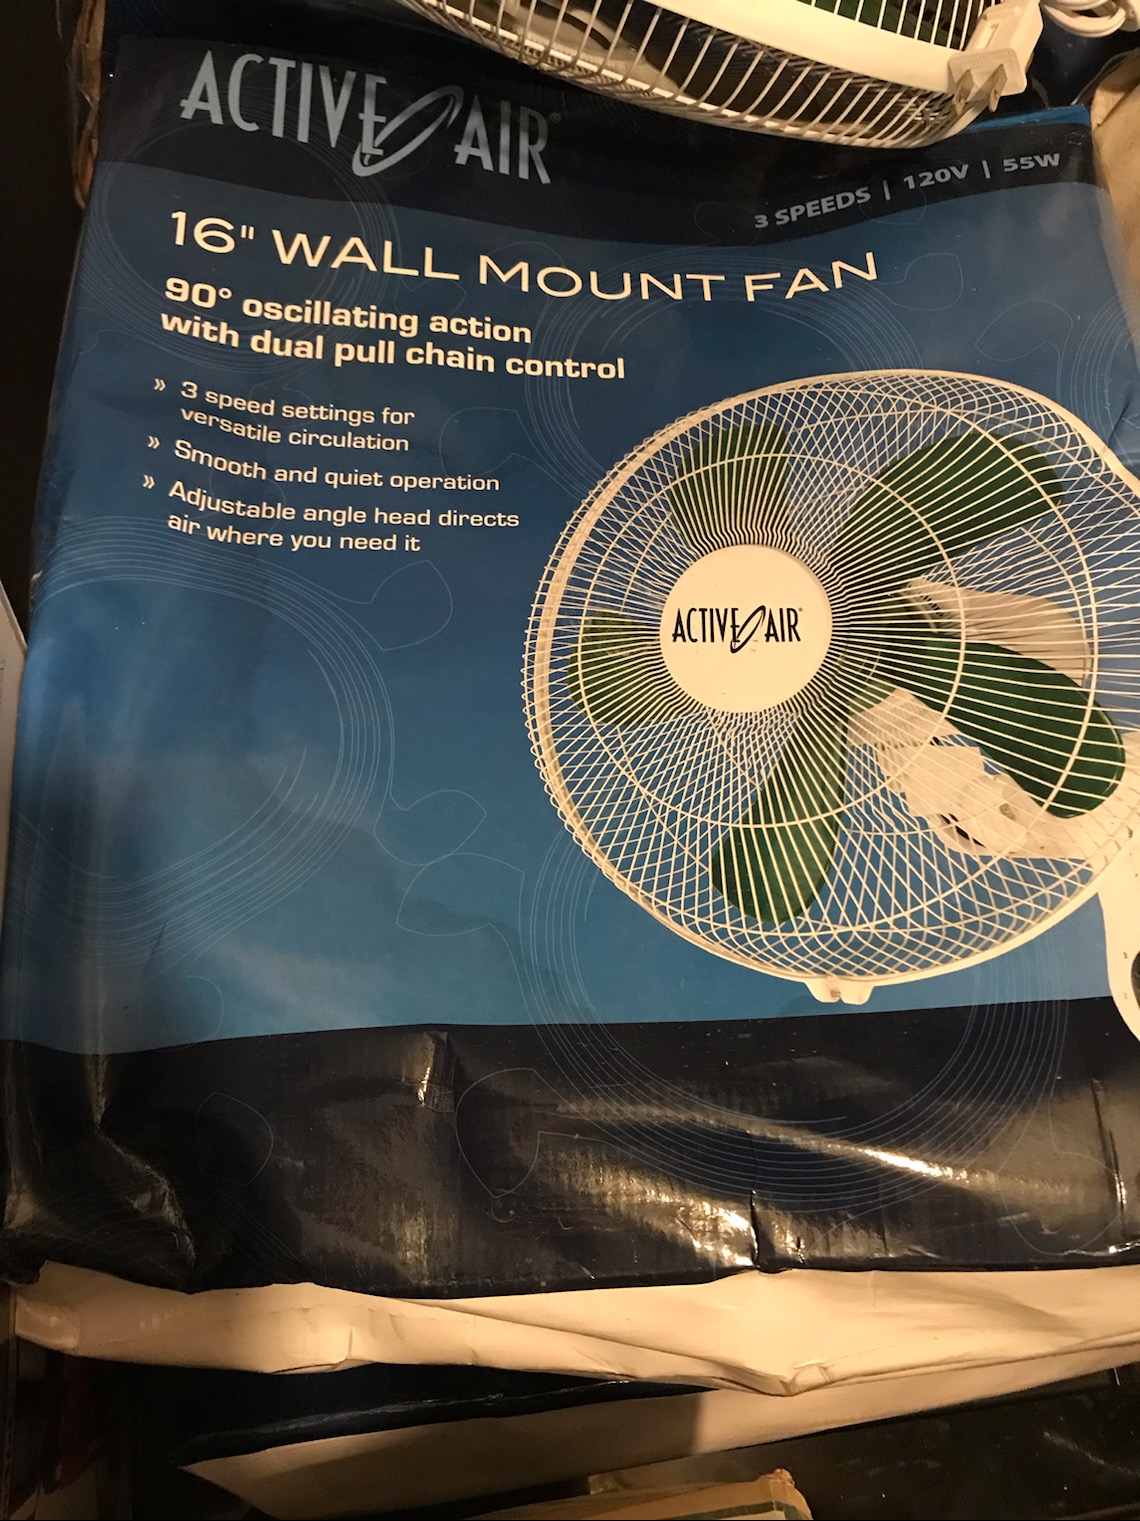 ACTIVE AIR®
3 SPEEDS | 120V | 55W
16" WALL MOUNT FAN
90° oscillating action
with dual pull chain control
» 3 speed settings for
versatile circulation
» Smooth and quiet operation
» Adjustable angle head directs
air where you need it
ACTIVE AIR®